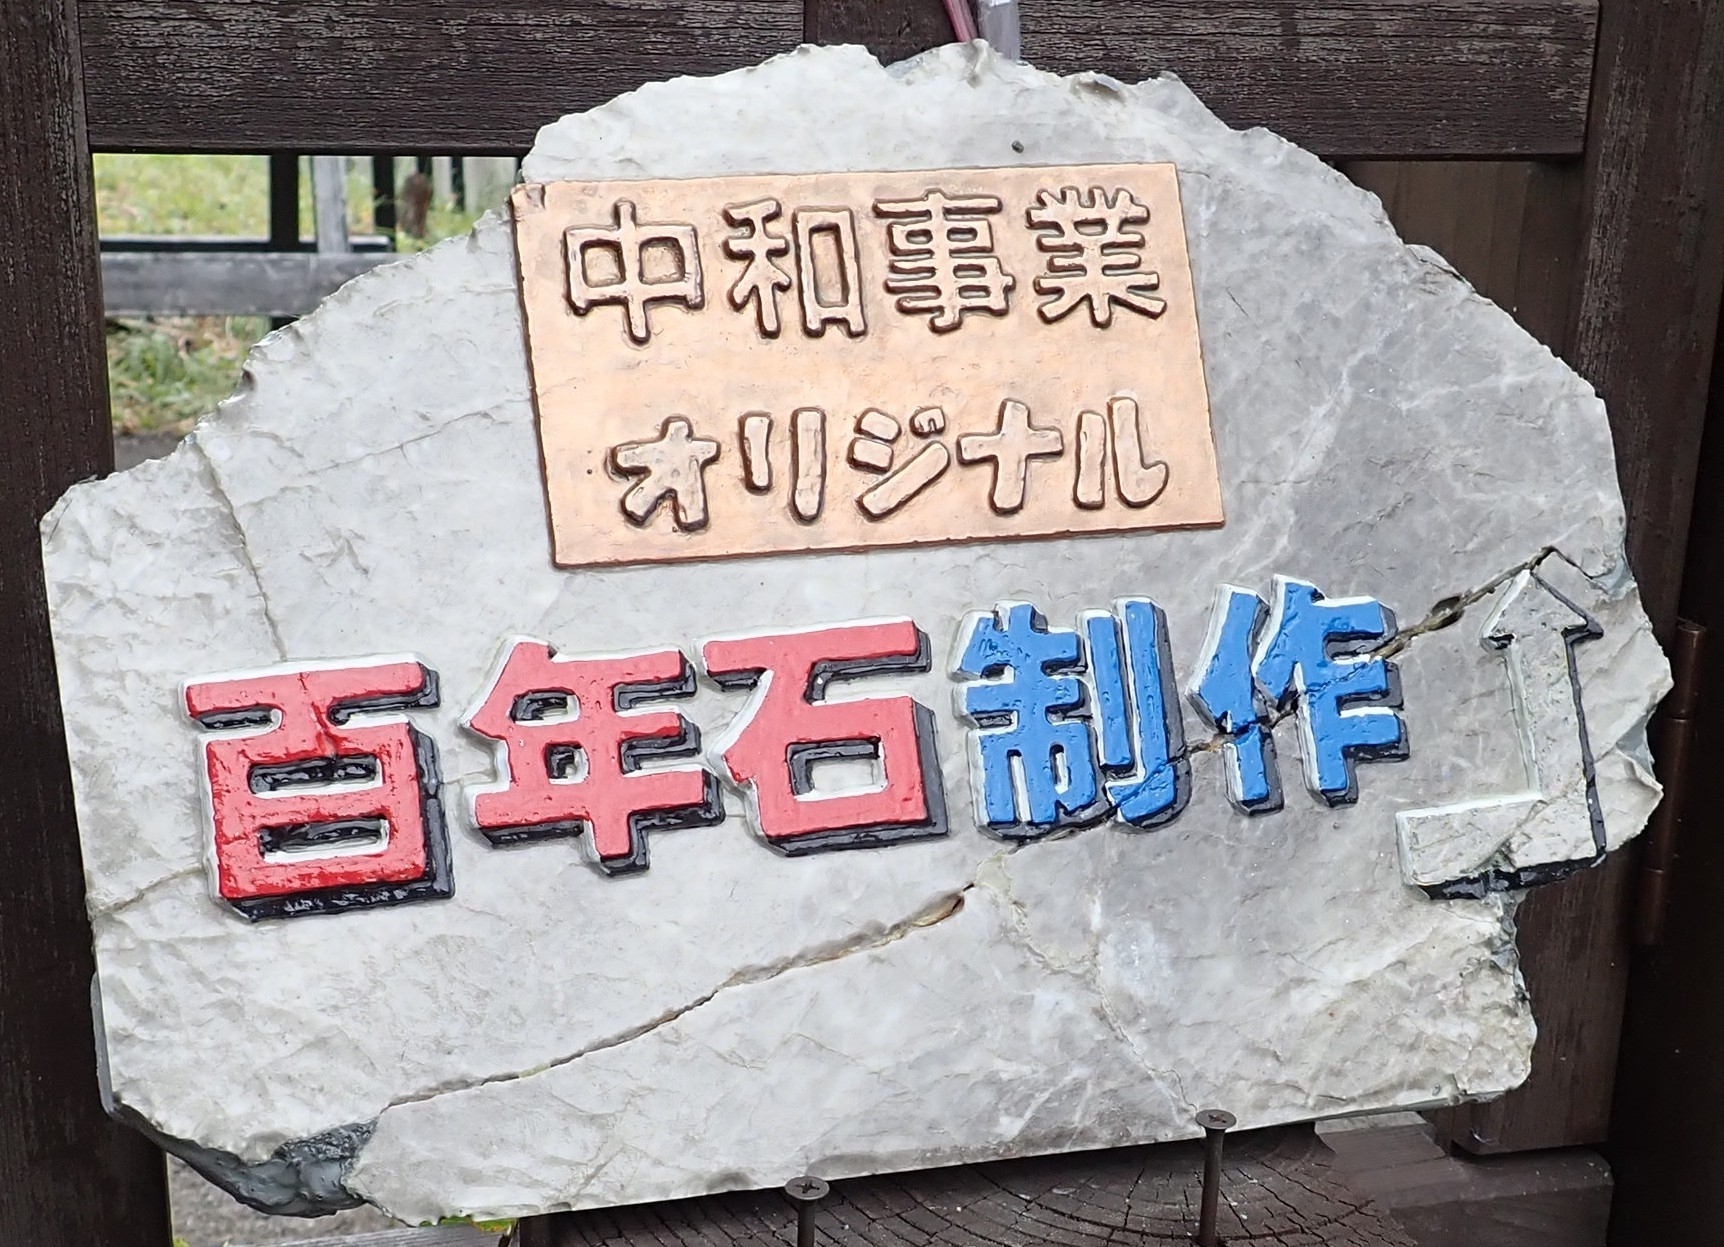 中和事業
オリジナル
百年石制作